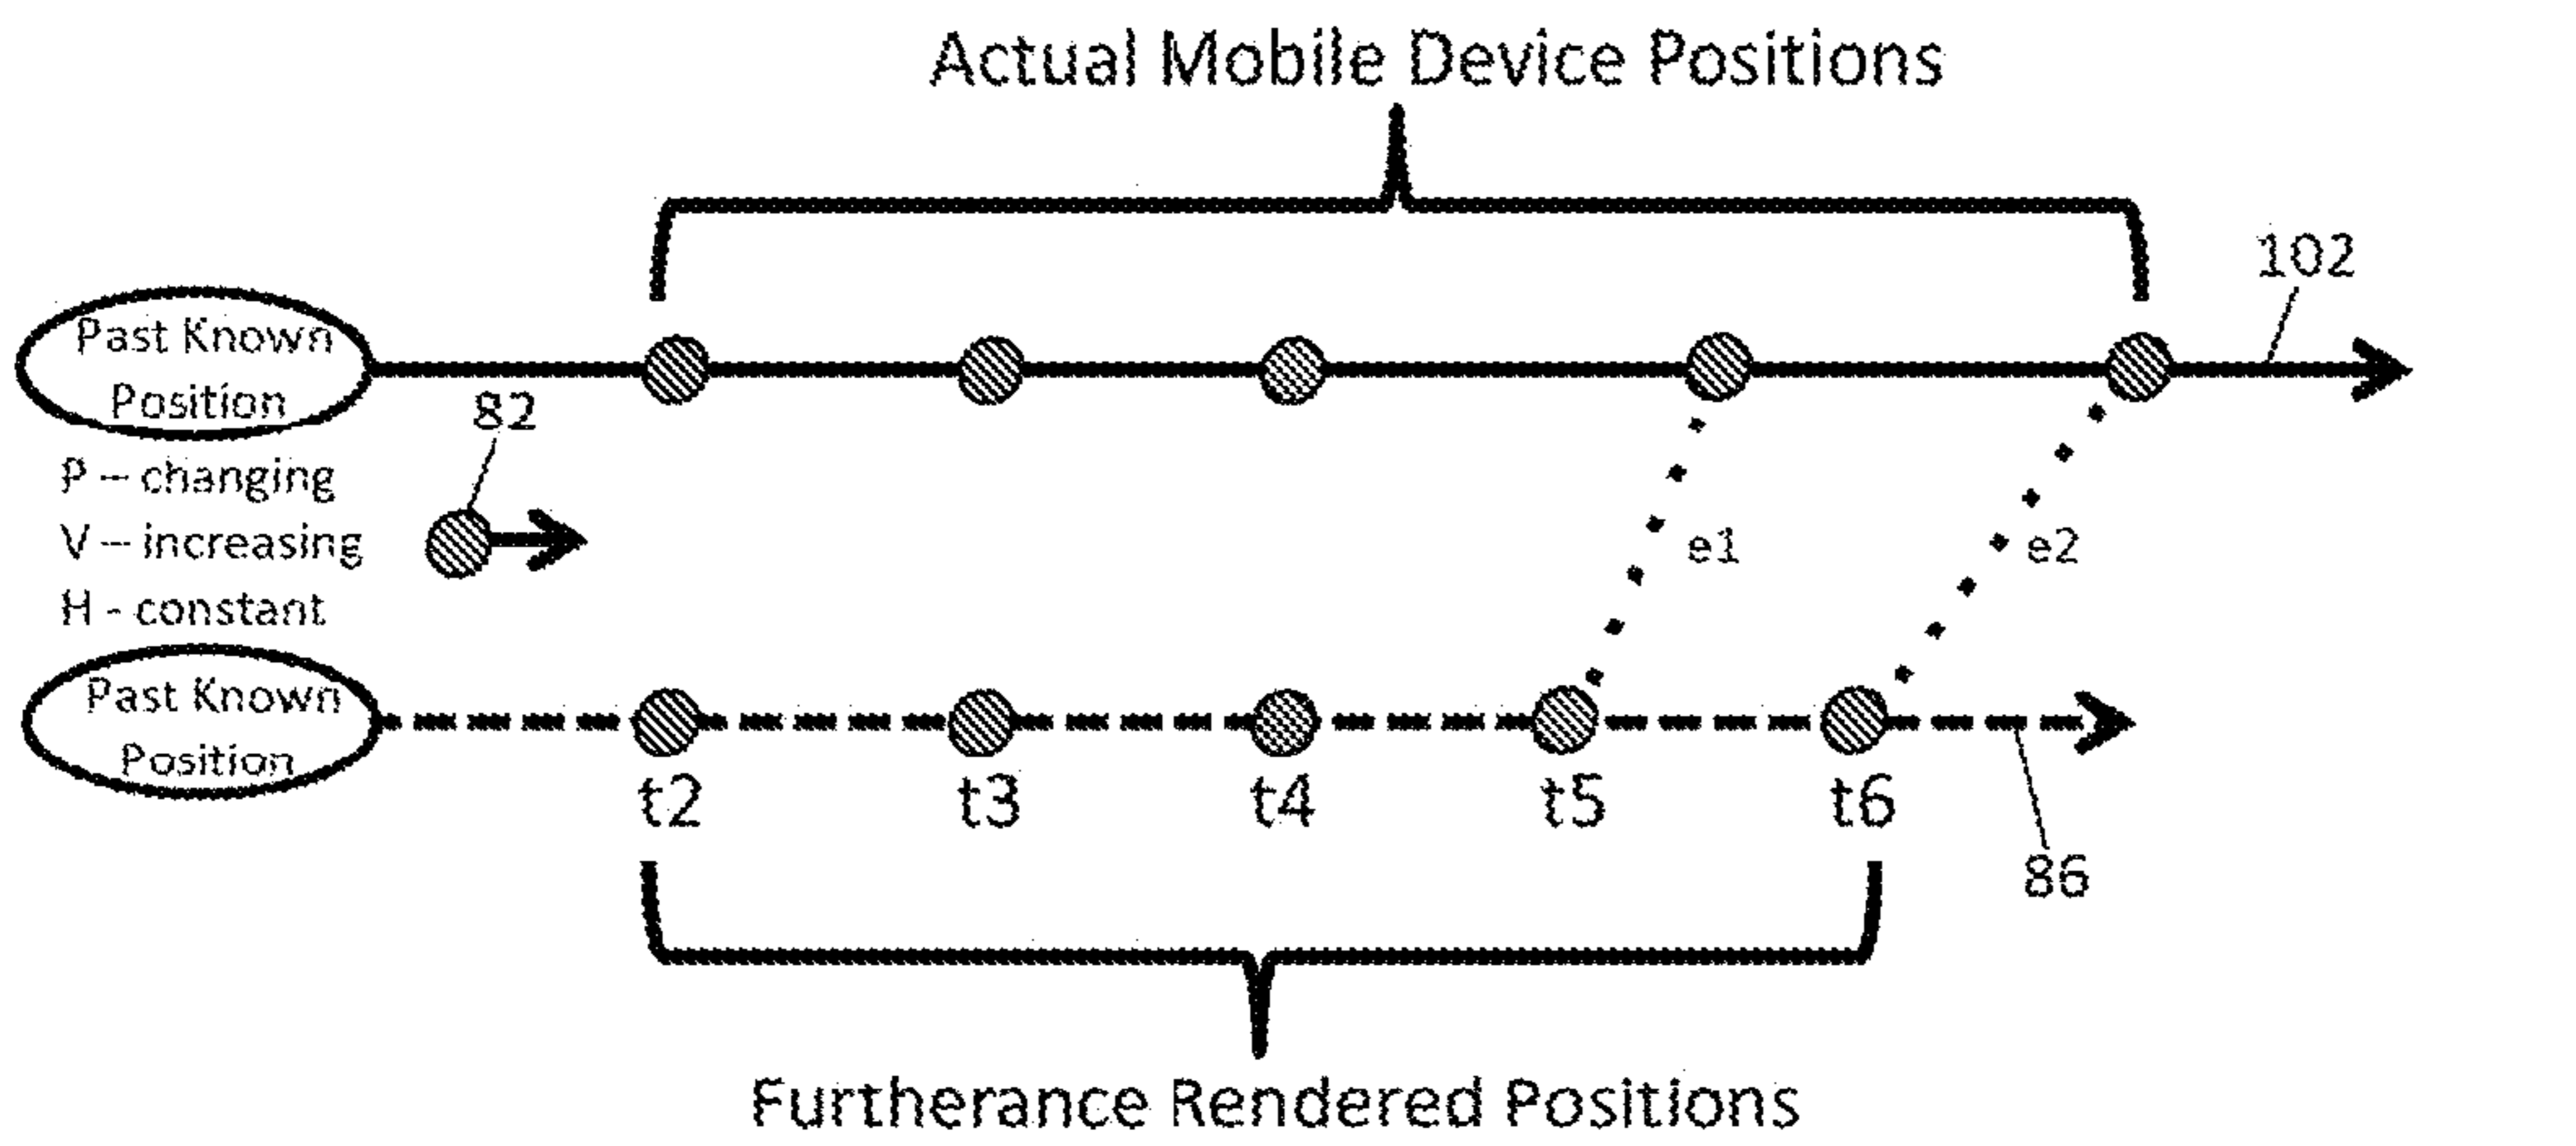 Actual Mobile Device Positions
102
Past Known
Position
82
P – changing
V – increasing
H - constant
e1
e2
Past Known
Position
t2 t3 t4 t5 t6
86
Furtherance Rendered Positions